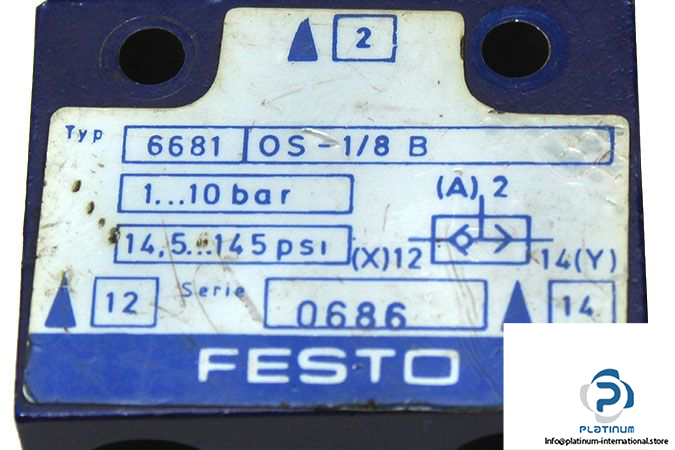 2
Typ 6681 OS-1/8 B
1...10 bar (A) 2
14,5...145 psi (X)12 14(Y)
12 Serie 0686 14
FESTO
PLATINUM
Info@platinum-international.store